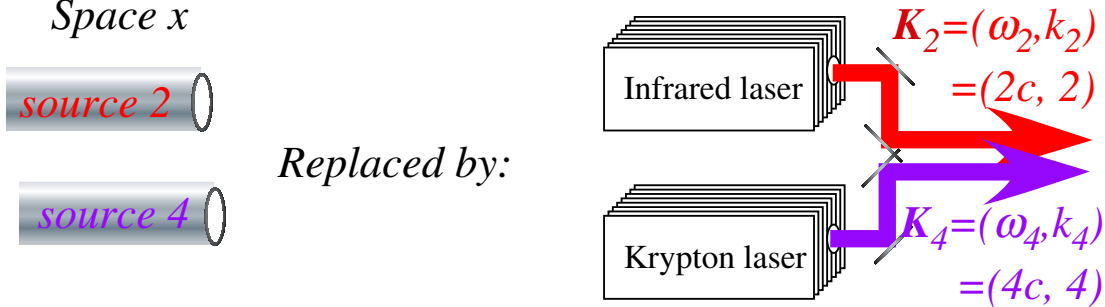 Space x
source 2
source 4
Replaced by:
Infrared laser
Krypton laser
K2=(ω2,k2)
=(2c, 2)
K4=(ω4,k4)
=(4c, 4)